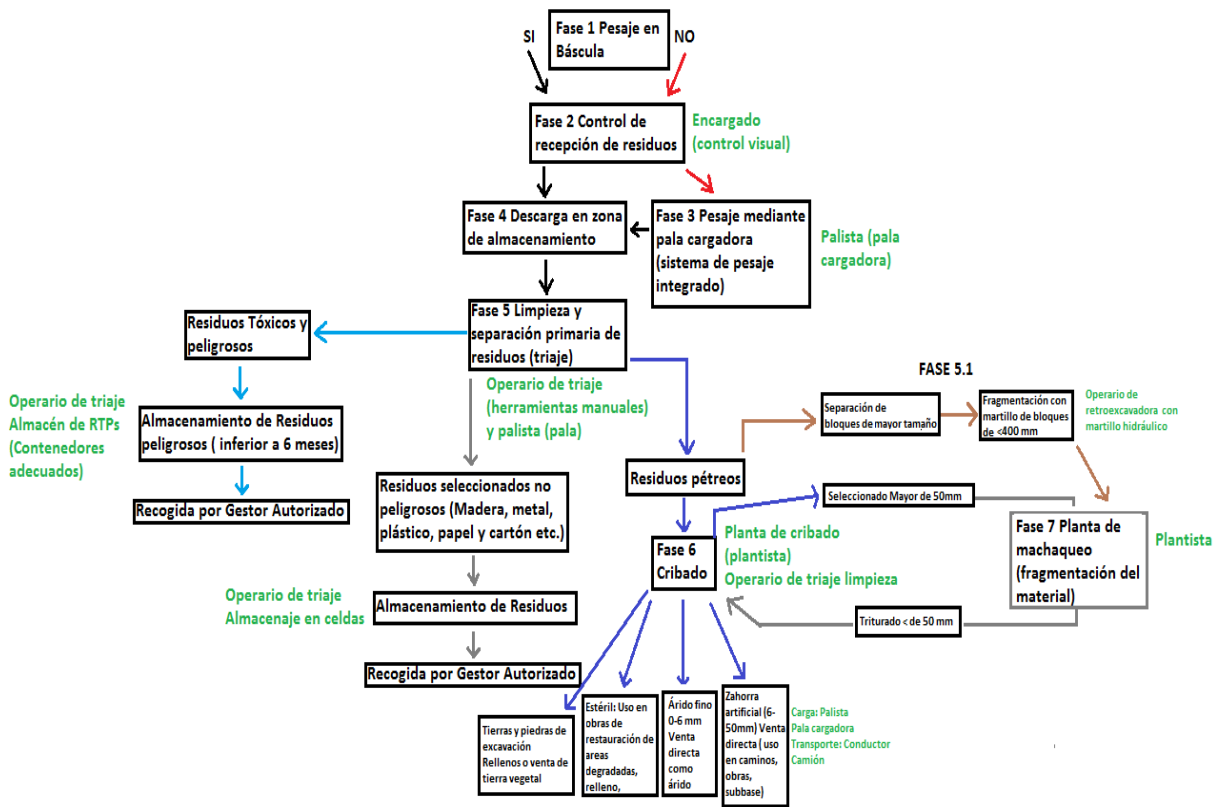 Fase 1 Pesaje en
Báscula
SI
NO
Fase 2 Control de
recepción de residuos
Encargado
(control visual)
Fase 4 Descarga en zona
de almacenamiento
Fase 3 Pesaje mediante
pala cargadora
(sistema de pesaje
integrado)
Palista (pala
cargadora)
Fase 5 Limpieza y
separación primaria de
residuos (triaje)
Residuos Tóxicos y
peligrosos
Operario de triaje
Almacén de RTPs
(Contenedores
adecuados)
Almacenamiento de Residuos
peligrosos ( inferior a 6 meses)
Recogida por Gestor Autorizado
Operario de triaje
(herramientas manuales)
y palista (pala)
Residuos seleccionados no
peligrosos (Madera, metal,
plástico, papel y cartón etc.)
Operario de triaje
Almacenaje en celdas
Almacenamiento de Residuos
Recogida por Gestor Autorizado
FASE 5.1
Separación de
bloques de mayor tamaño
Fragmentación con
martillo de bloques
de <400 mm
Operario de
retroexcavadora con
martillo hidráulico
Residuos pétreos
Seleccionado Mayor de 50mm
Fase 6
Cribado
Planta de cribado
(plantista)
Operario de triaje limpieza
Fase 7 Planta de
machaqueo
(fragmentación del
material)
Plantista
Triturado < de 50 mm
Tierras y piedras de
excavación
Rellenos o venta de
tierra vegetal
Estéril: Uso en
obras de
restauración de
areas
degradadas,
relleno,
Árido fino
0-6 mm
Venta
directa
como
árido
Zahorra
artificial (6-
50mm) Venta
directa ( uso
en caminos,
obras,
subbase)
Carga: Palista
Pala cargadora
Transporte: Conductor
Camión